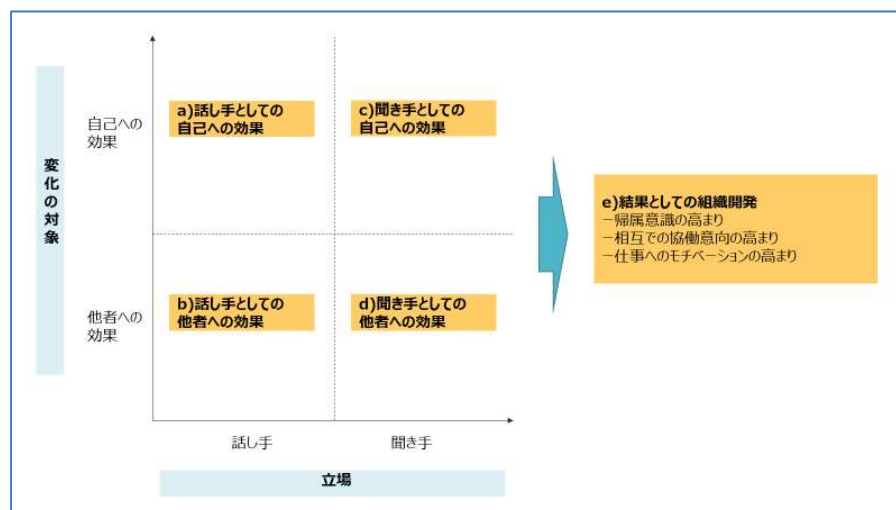 変化の対象
自己への
効果
a)話し手としての
自己への効果
c)聞き手としての
自己への効果
他者への
効果
b)話し手としての
他者への効果
d)聞き手としての
他者への効果
話し手
聞き手
立場
e)結果としての組織開発
－帰属意識の高まり
－相互での協働意向の高まり
－仕事へのモチベーションの高まり